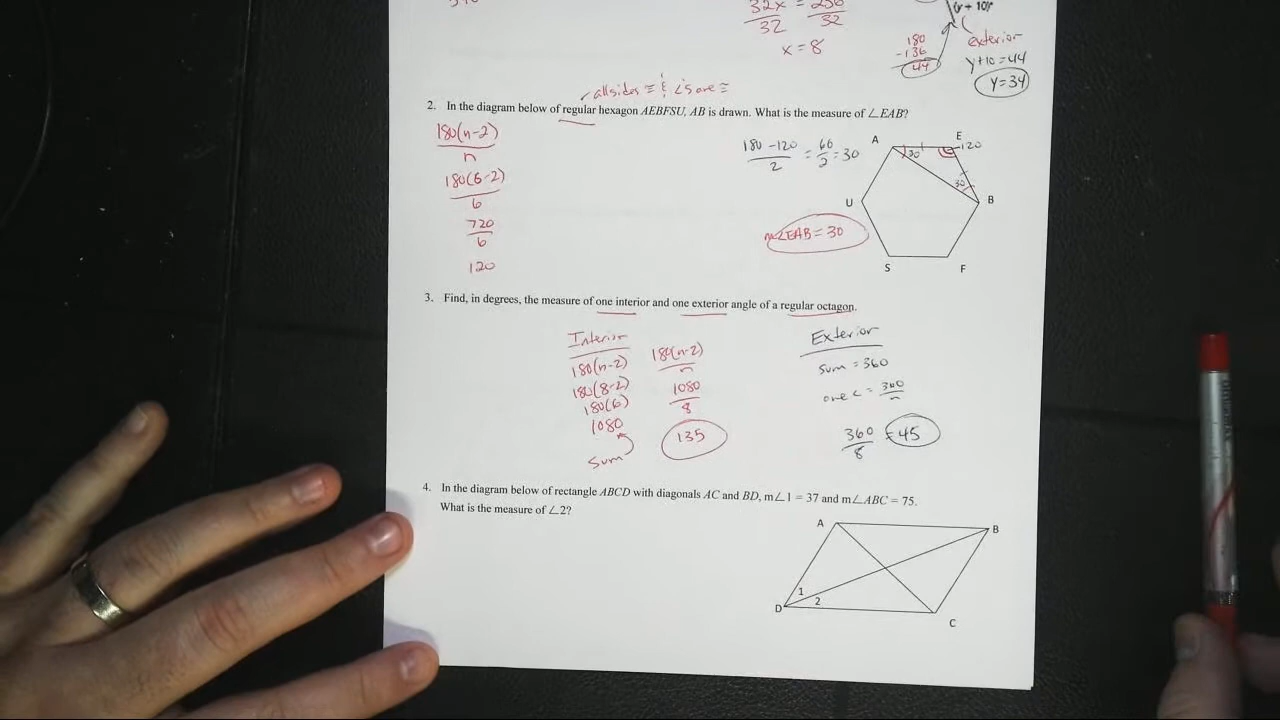 32x = 256
32 32
x = 8
(y + 10)°
180
-136
44
exterior
y+10=44
y=34
all sides ≅ & ∠'s are ≅
2. In the diagram below of regular hexagon AEBFSU, AB is drawn. What is the measure of ∠EAB?
180(n-2)
n
180(6-2)
6
720
6
120
180-120 = 60 = 30
2 2
m∠EAB = 30
A
E
120
30
30
U
B
S
F
3. Find, in degrees, the measure of one interior and one exterior angle of a regular octagon.
Interior
180(n-2)
180(8-2)
180(6)
1080
Sum
180(n-2)
n
1080
8
135
Exterior
sum = 360
one < = 360
n
360 = 45
8
4. In the diagram below of rectangle ABCD with diagonals AC and BD, m∠1 = 37 and m∠ABC = 75.
What is the measure of ∠2?
A
B
1
D
2
C